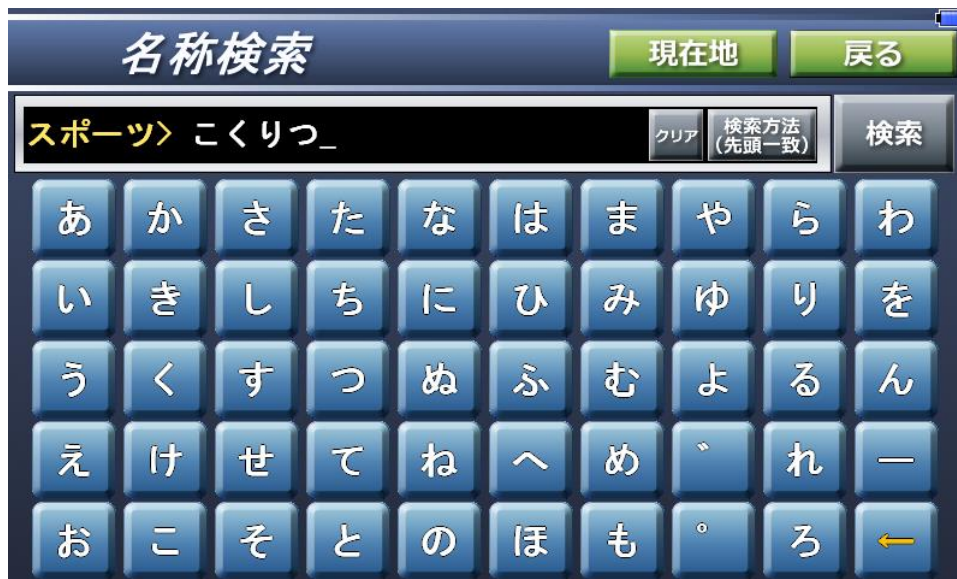 名称検索 現在地 戻る
スポーツ> こくりつ_ クリア 検索方法 検索
(先頭一致)
あ か さ た な は ま や ら わ
い き し ち に ひ み ゆ り を
う く す つ ぬ ふ む よ る ん
え け せ て ね へ め ゛ れ ー
お こ そ と の ほ も ゜ ろ ←